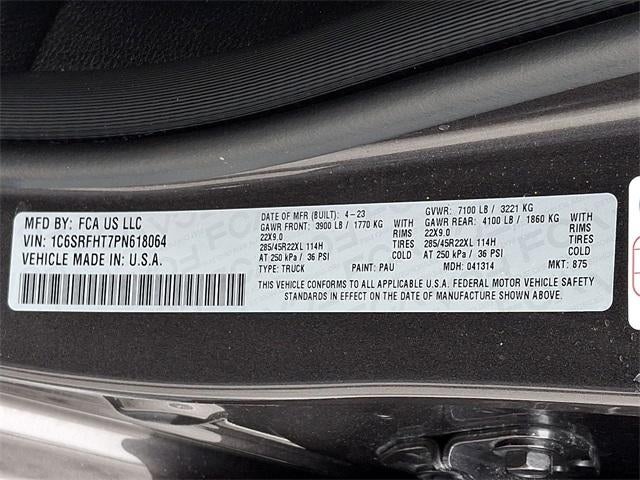 MFD BY: FCA US LLC
VIN: 1C6SRFHT7PN618064
VEHICLE MADE IN: U.S.A.
DATE OF MFR (BUILT): 4-23
GAWR FRONT: 3900 LB / 1770 KG WITH
22X9.0 RIMS
285/45R22XL 114H TIRES
AT 250 kPa / 36 PSI COLD
TYPE: TRUCK PAINT: PAU
GVWR: 7100 LB / 3221 KG
GAWR REAR: 4100 LB / 1860 KG WITH
22X9.0 RIMS
285/45R22XL 114H TIRES
AT 250 kPa / 36 PSI COLD
MDH: 041314 MKT: 875
THIS VEHICLE CONFORMS TO ALL APPLICABLE U.S.A. FEDERAL MOTOR VEHICLE SAFETY
STANDARDS IN EFFECT ON THE DATE OF MANUFACTURE SHOWN ABOVE.